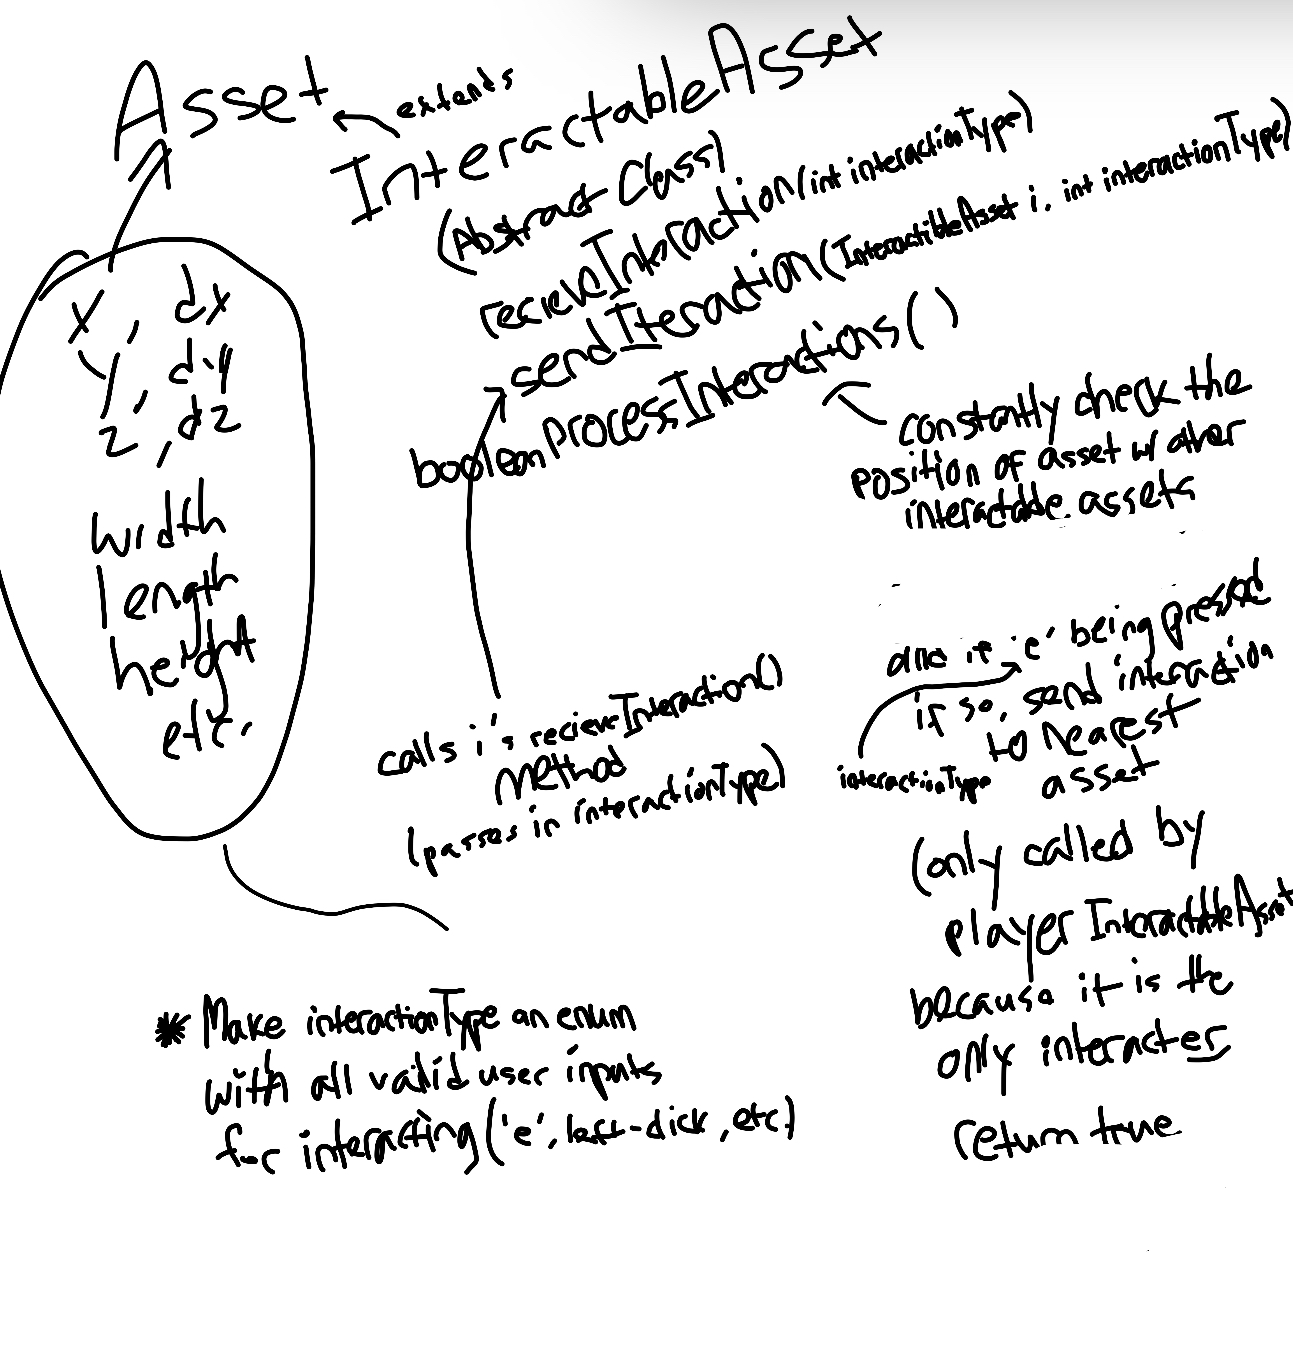 Asset
extends
InteractableAsset
(Abstract Class)
recieveInteraction(int interactionType)
sendIteraction(InteractibleAsset i, int interactionType)
boolean processInteractions()
x, dx
y, dy
z, dz
width
length
height
etc.
constantly check the
position of asset w/ other
interactable assets
and if 'e' being pressed
if so, send interaction
to nearest
asset
interactionType
(only called by
player InteractableAsset
because it is the
only interacter
return true
calls i's recieveInteraction()
method
(passes in interactionType)
* Make interactionType an enum
with all valid user inputs
for interacting ('e', left-click, etc)